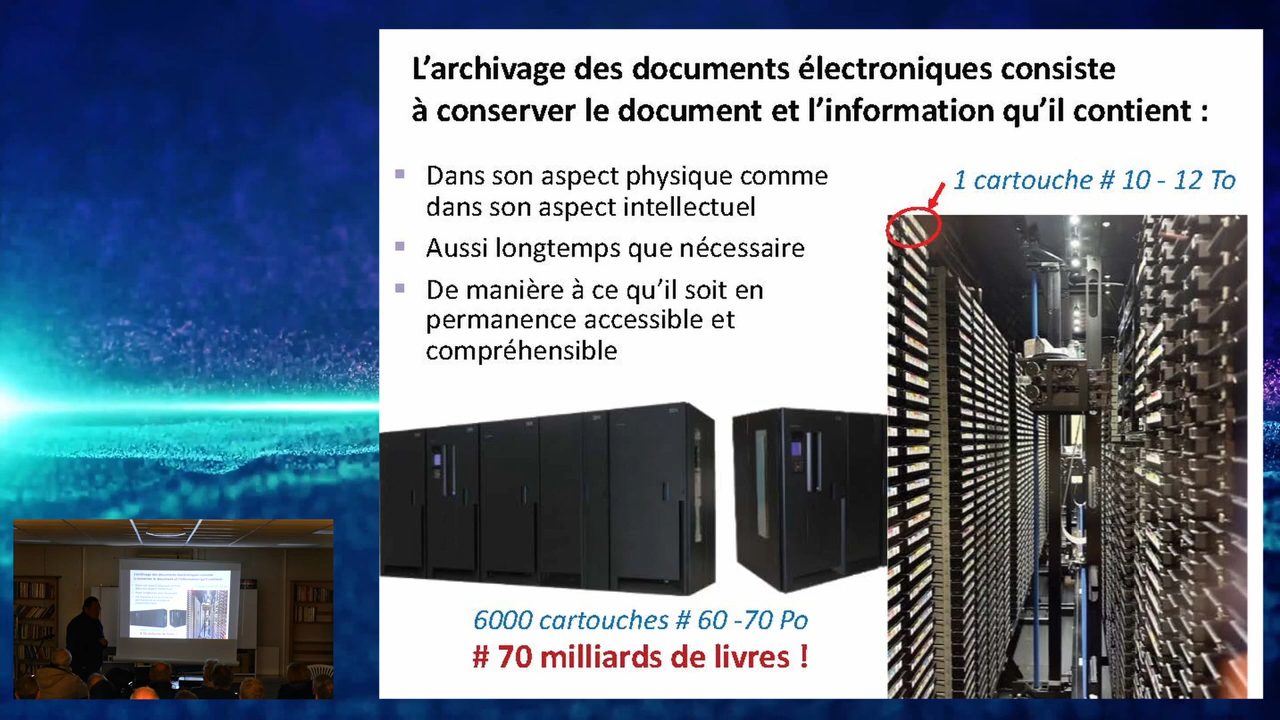 L’archivage des documents électroniques consiste
à conserver le document et l’information qu’il contient :
Dans son aspect physique comme
dans son aspect intellectuel
Aussi longtemps que nécessaire
De manière à ce qu’il soit en
permanence accessible et
compréhensible
1 cartouche # 10 - 12 To
6000 cartouches # 60 -70 Po
# 70 milliards de livres !